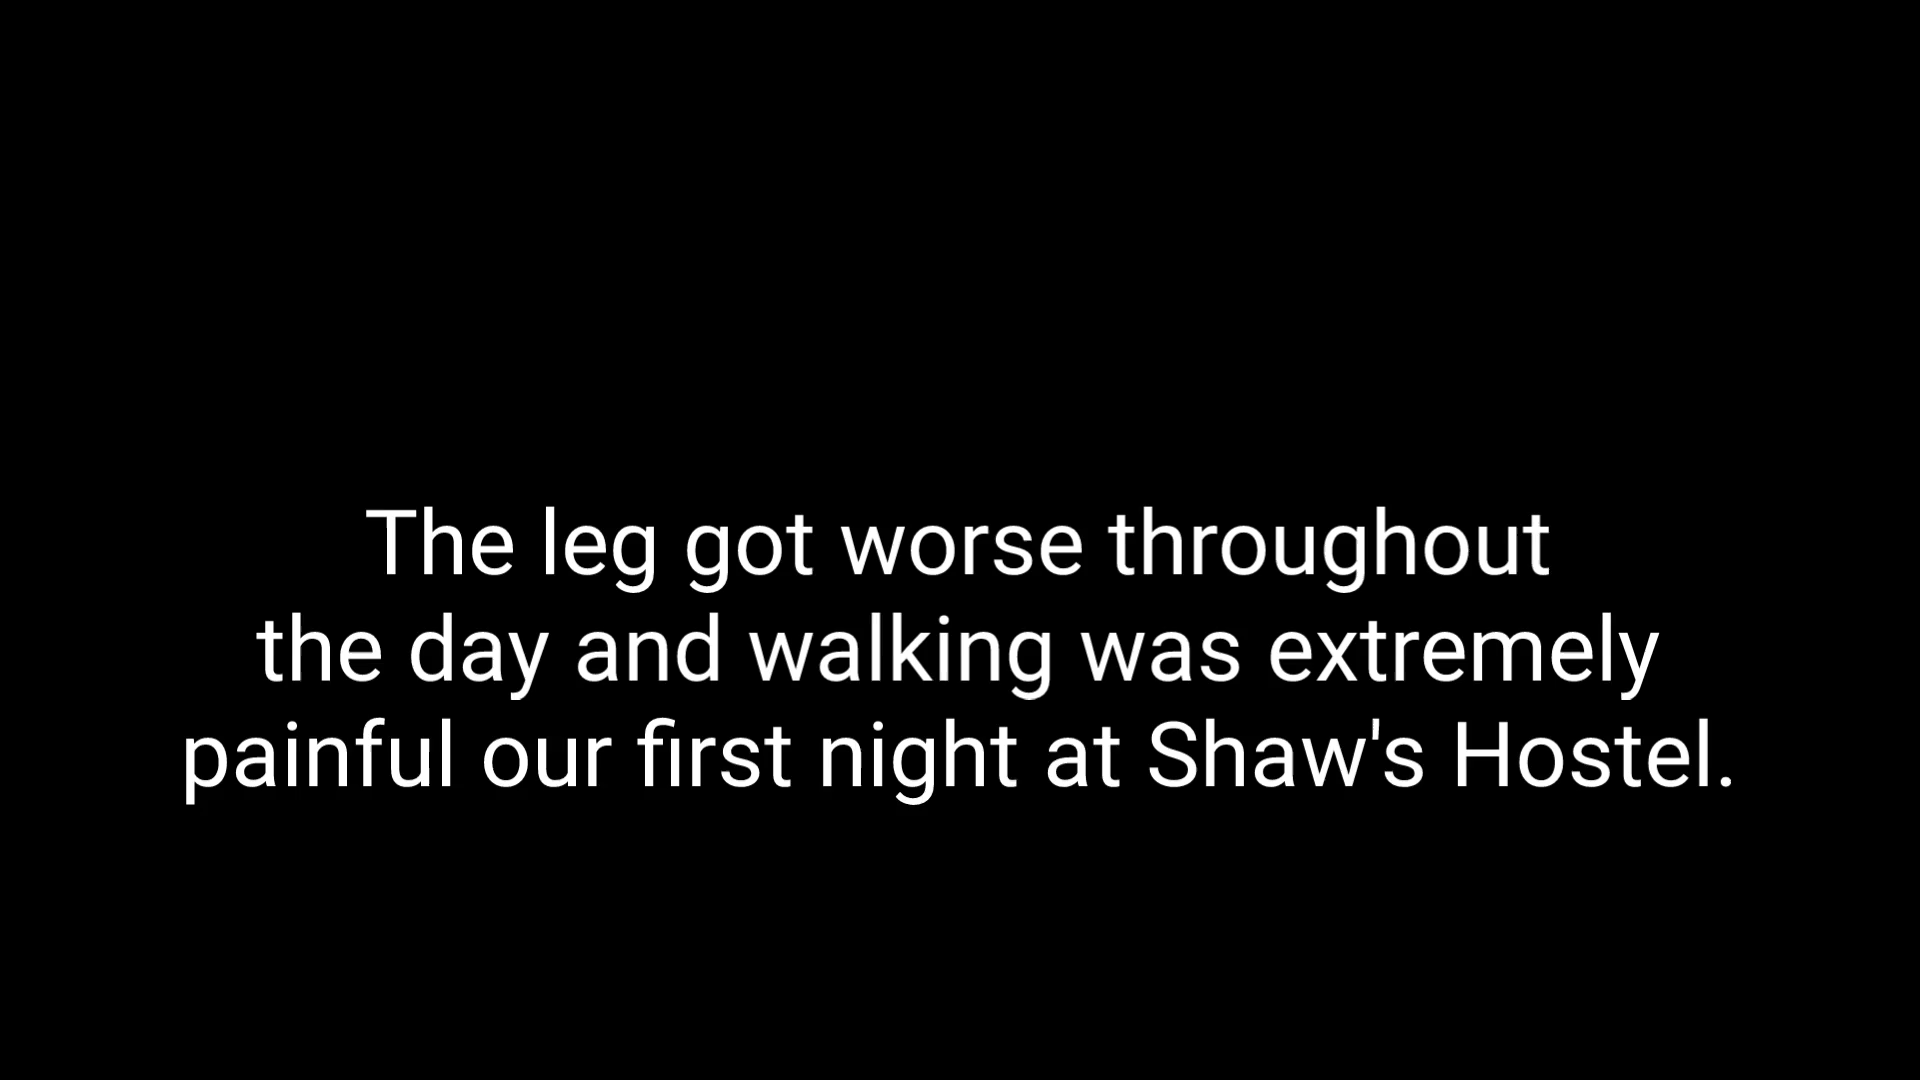 The leg got worse throughout
the day and walking was extremely
painful our first night at Shaw's Hostel.